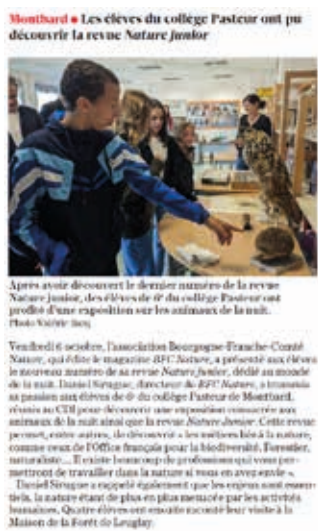 Montbard ● Les élèves du collège Pasteur ont pu
découvrir la revue Nature junior
Après avoir découvert le dernier numéro de la revue
Nature junior, des élèves de 6e du collège Pasteur ont
profité d'une exposition sur les animaux de la nuit.
Photo Valérie
Vendredi 6 octobre, l'association Bourgogne-Franche-Comté
Nature, qui édite le magazine BFC Nature, a présenté aux élèves
le nouveau numéro de sa revue Nature junior, dédié au monde
de la nuit. Daniel Sirugue, directeur de BFC Nature, a transmis
sa passion aux élèves de 6e du collège Pasteur de Montbard,
réunis au CDI pour découvrir une exposition consacrée aux
animaux de la nuit ainsi que la revue Nature Junior. Cette revue
permet, entre autres, de découvrir « les métiers liés à la nature,
comme ceux de l'Office français pour la biodiversité, Forestier,
naturaliste… Il existe beaucoup de professions qui vous per-
mettront de travailler dans la nature si vous en avez envie ».
Daniel Sirugue a rappelé également que les enjeux sont essen-
tiels, la nature étant de plus en plus menacée par les activités
humaines. Quatre élèves ont ensuite raconté leur visite à la
Maison de la Forêt de Leuglay.